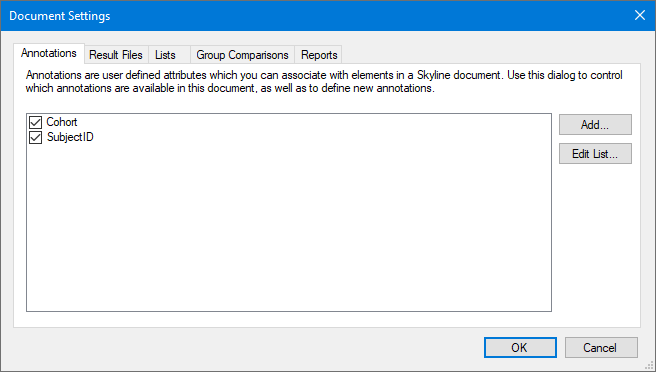 Document Settings
Annotations Result Files Lists Group Comparisons Reports
Annotations are user defined attributes which you can associate with elements in a Skyline document. Use this dialog to control
which annotations are available in this document, as well as to define new annotations.
Cohort
SubjectID
Add...
Edit List...
OK Cancel